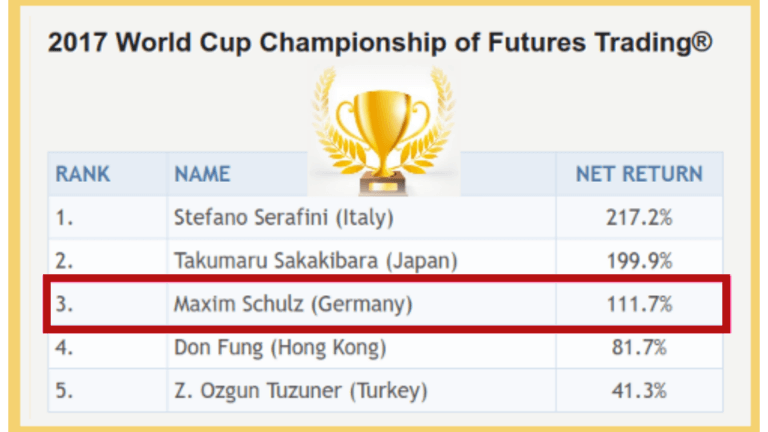 2017 World Cup Championship of Futures Trading®
RANK NAME NET RETURN
1. Stefano Serafini (Italy) 217.2%
2. Takumaru Sakakibara (Japan) 199.9%
3. Maxim Schulz (Germany) 111.7%
4. Don Fung (Hong Kong) 81.7%
5. Z. Ozgun Tuzuner (Turkey) 41.3%